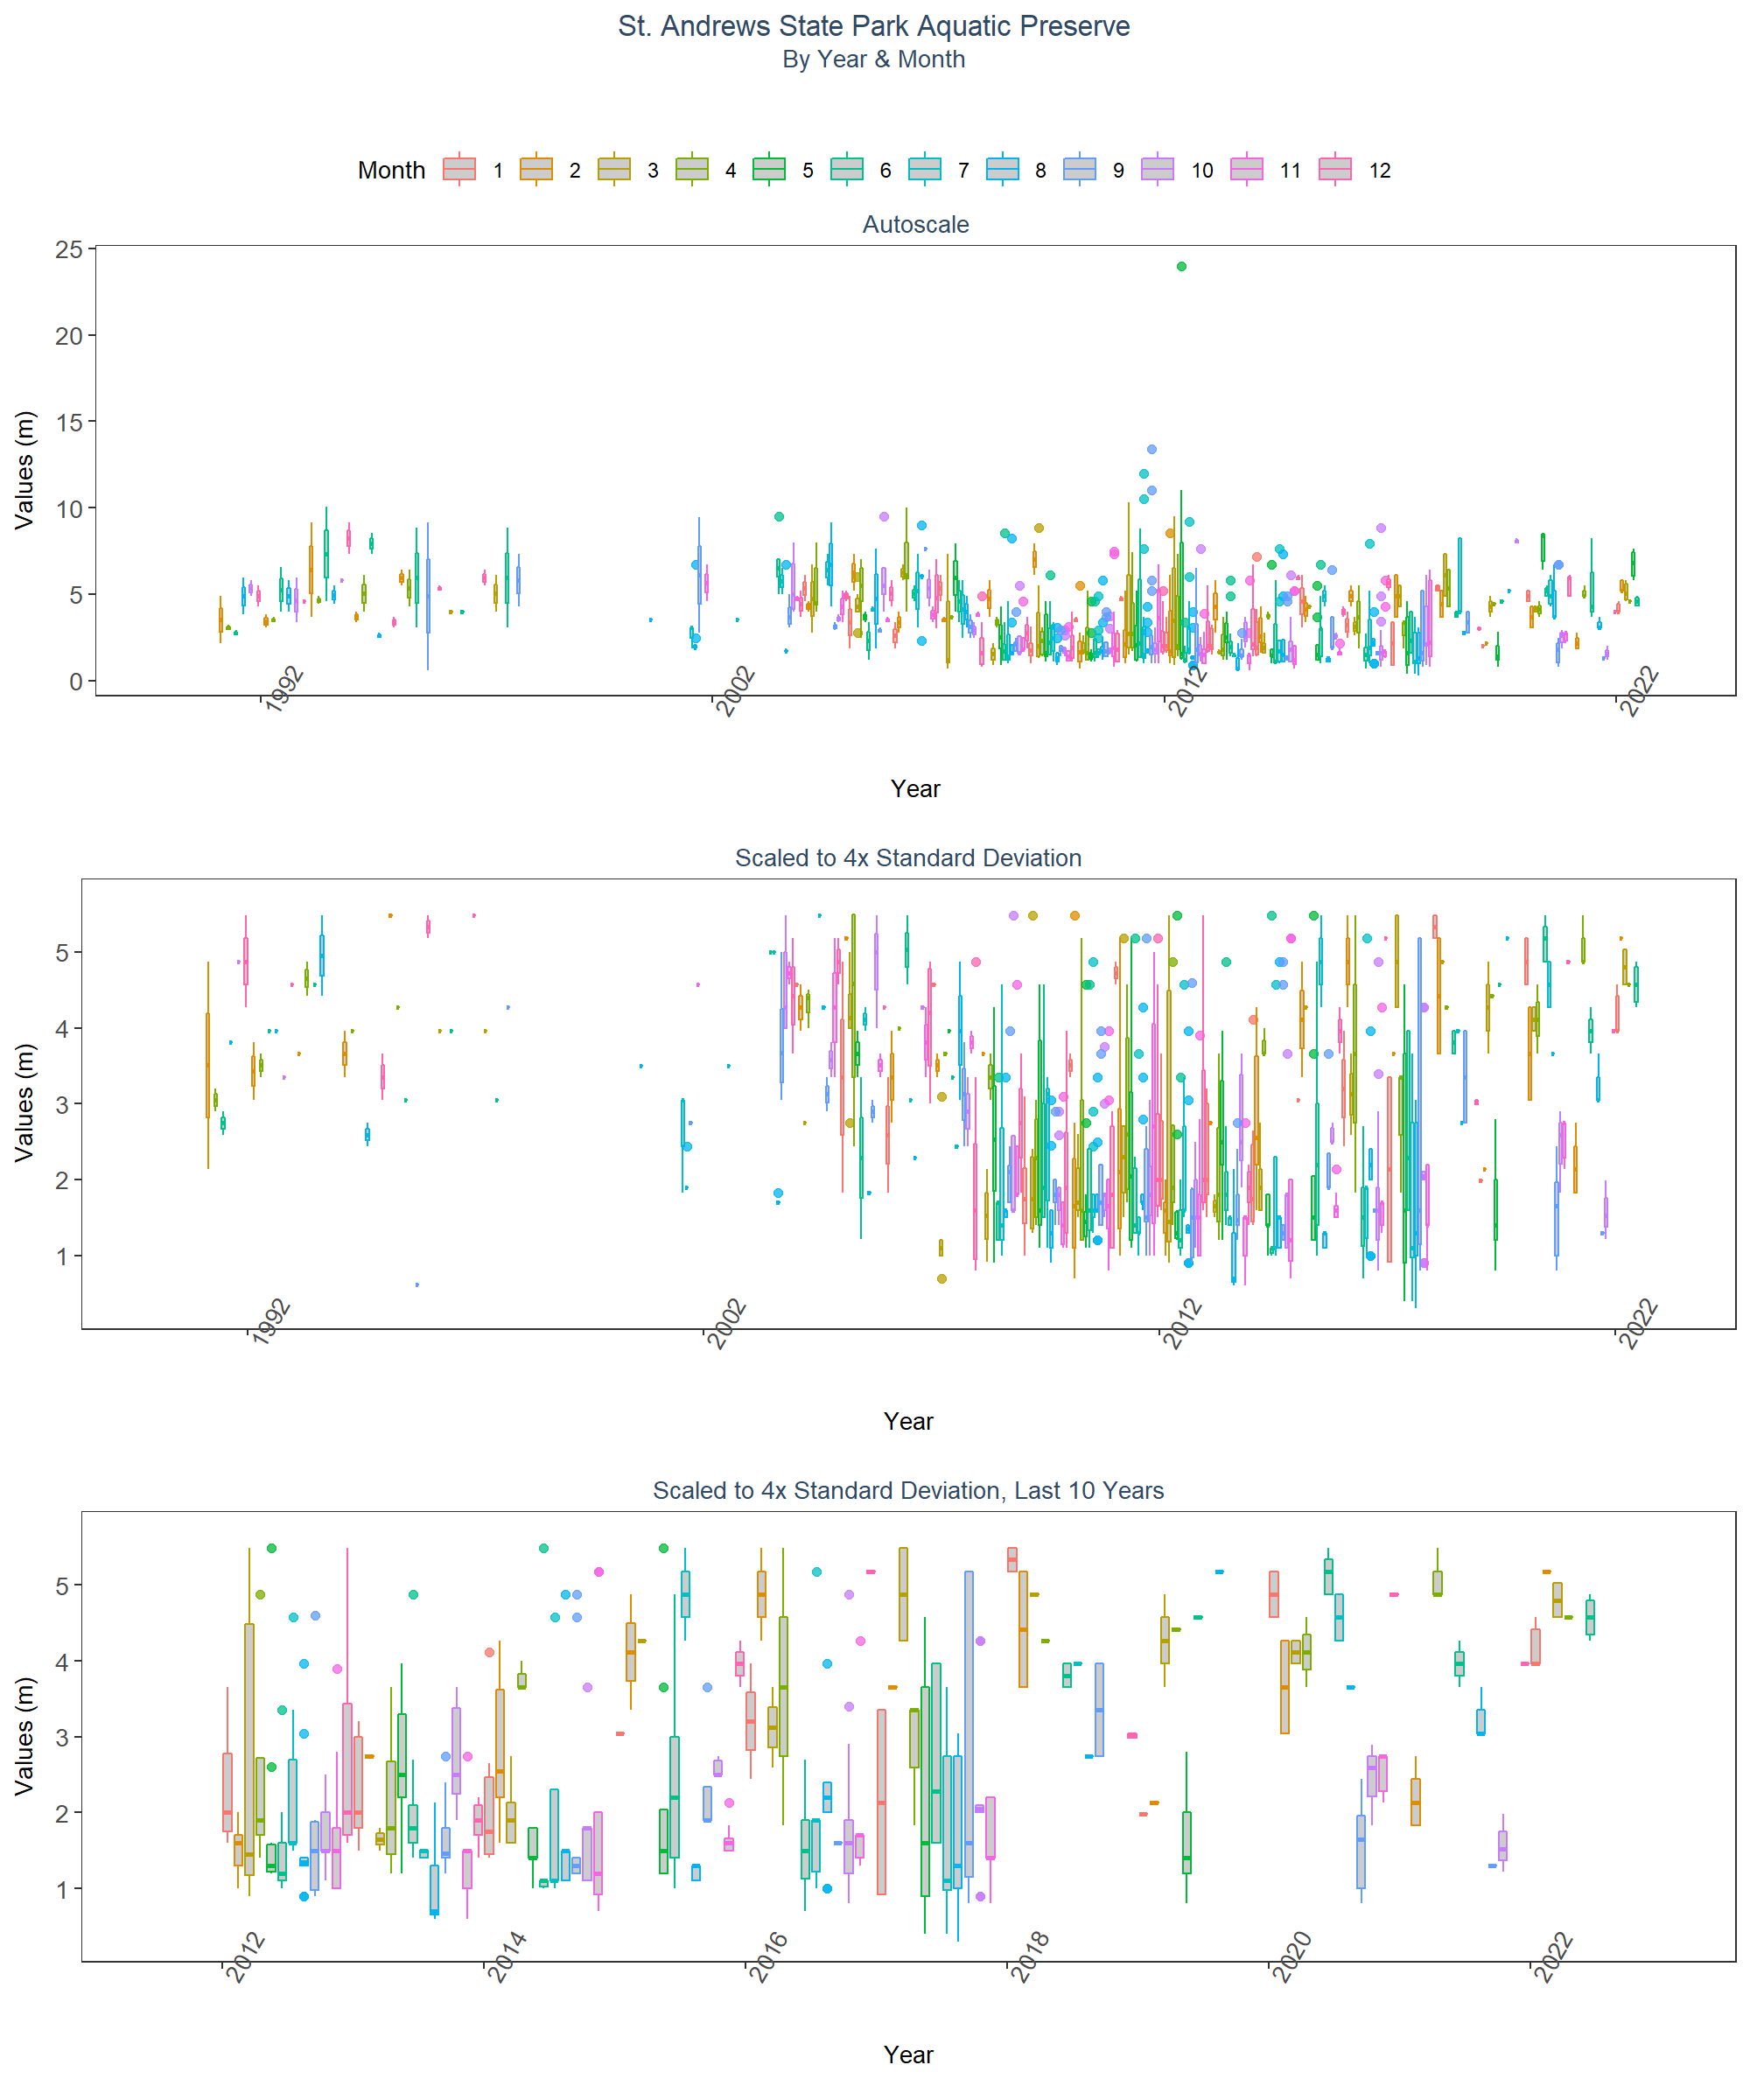 St. Andrews State Park Aquatic Preserve
By Year & Month
Month 1 2 3 4 5 6 7 8 9 10 11 12
Autoscale
Values (m)
25
20
15
10
5
0
1992 2002 2012 2022
Year
Scaled to 4x Standard Deviation
Values (m)
5
4
3
2
1
1992 2002 2012 2022
Year
Scaled to 4x Standard Deviation, Last 10 Years
Values (m)
5
4
3
2
1
2012 2014 2016 2018 2020 2022
Year